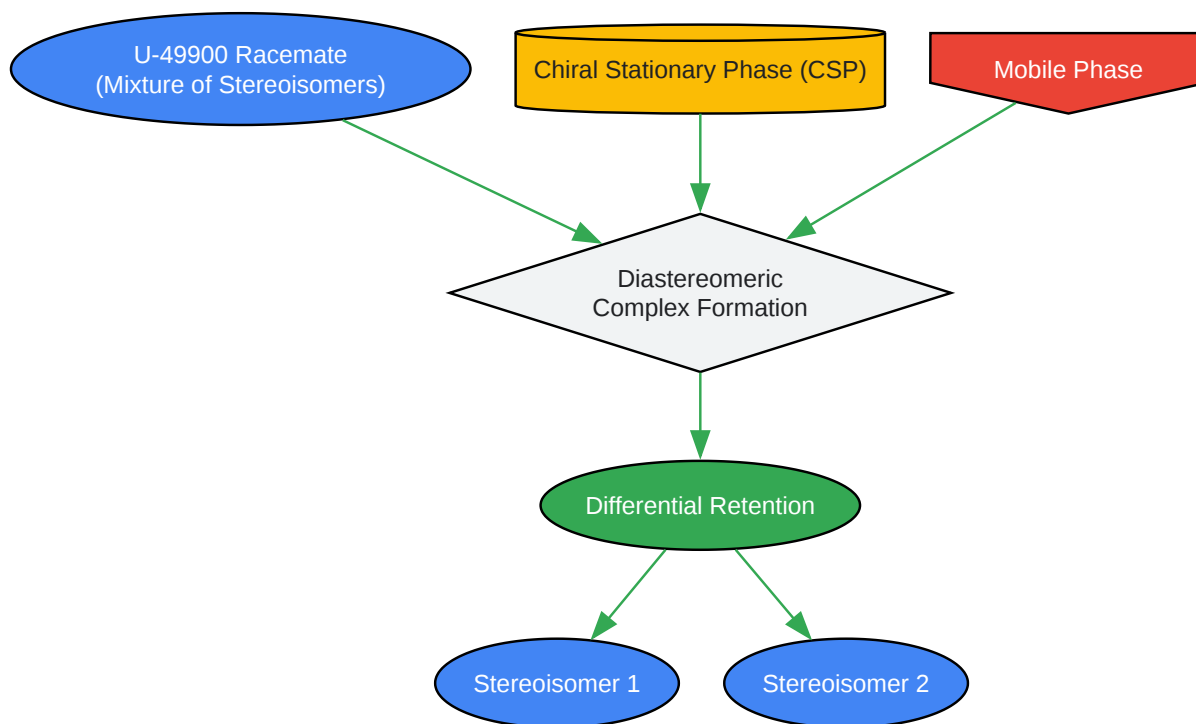 U-49900 Racemate
(Mixture of Stereoisomers)
Chiral Stationary Phase (CSP)
Mobile Phase
Diastereomeric
Complex Formation
Differential Retention
Stereoisomer 1
Stereoisomer 2